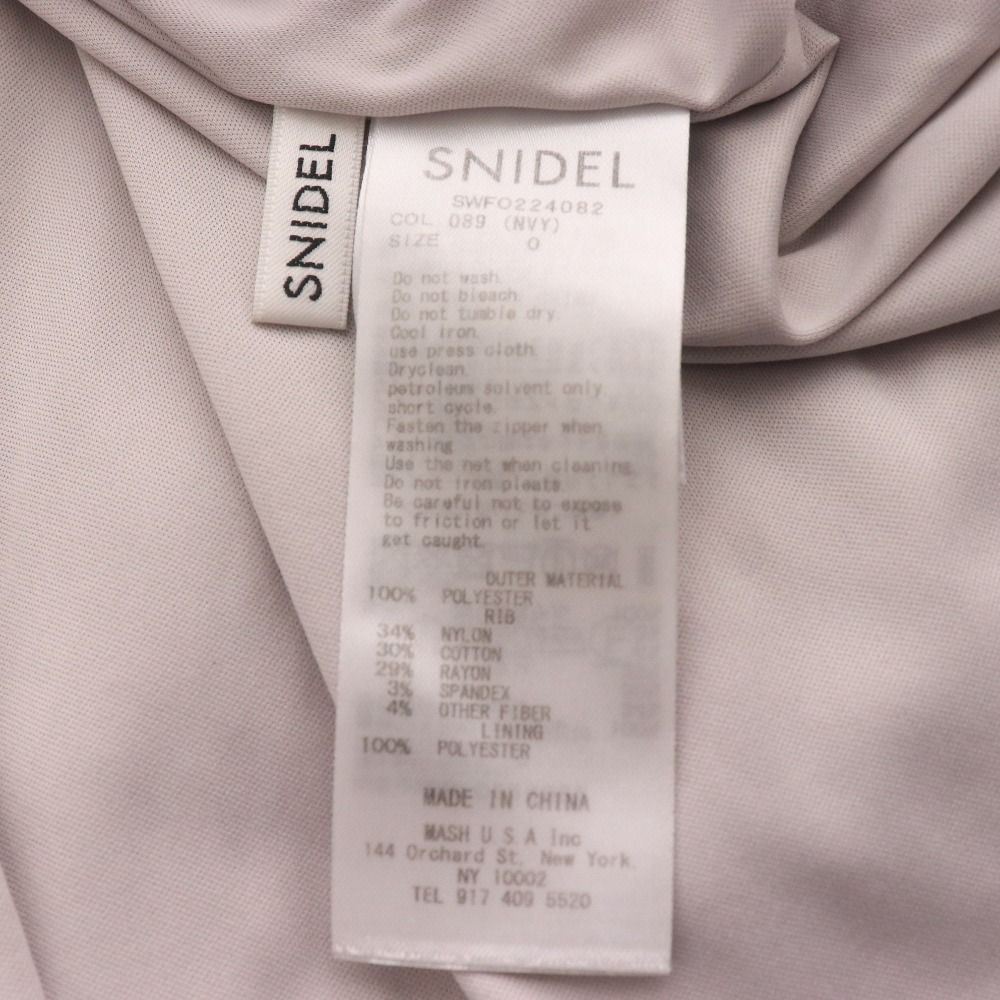 SNIDEL
SNIDEL
SWFO224082
COL 089 (NVY)
SIZE 0
Do not wash.
Do not bleach.
Do not tumble dry.
Cool iron.
use press cloth.
Dryclean.
petroleum solvent only.
short cycle.
Fasten the zipper when
washing
Use the net when cleaning.
Do not iron pleats.
Be careful not to expose
to friction or let it
get caught.
OUTER MATERIAL
100% POLYESTER
RIB
34% NYLON
30% COTTON
29% RAYON
3% SPANDEX
4% OTHER FIBER
LINING
100% POLYESTER
MADE IN CHINA
MASH U.S.A Inc
144 Orchard St, New York,
NY 10002
TEL 917 409 5520